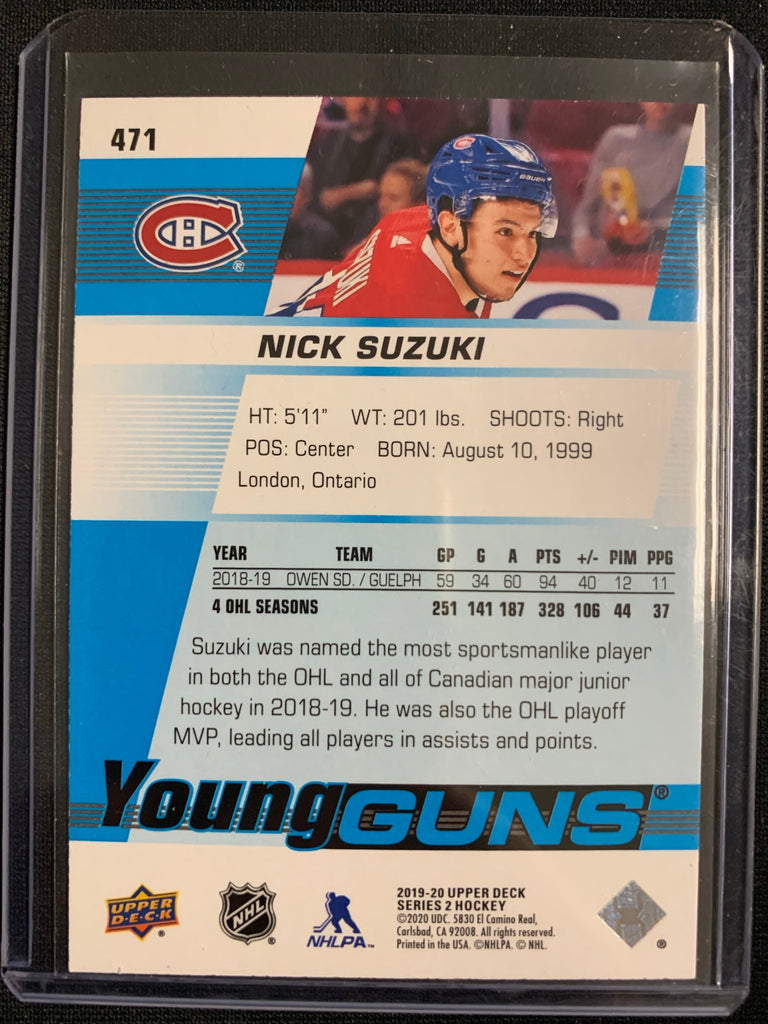 471
BAUER
SUZUKI
®
NICK SUZUKI
HT: 5'11" WT: 201 lbs. SHOOTS: Right
POS: Center BORN: August 10, 1999
London, Ontario
YEAR TEAM GP G A PTS +/- PIM PPG
2018-19 OWEN SD. / GUELPH 59 34 60 94 40 12 11
4 OHL SEASONS 251 141 187 328 106 44 37
Suzuki was named the most sportsmanlike player
in both the OHL and all of Canadian major junior
hockey in 2018-19. He was also the OHL playoff
MVP, leading all players in assists and points.
Young GUNS®
UPPER DECK®
NHL®
NHLPA™
2019-20 UPPER DECK
SERIES 2 HOCKEY
©2020 UDC. 5830 El Camino Real,
Carlsbad, CA 92008. All rights reserved.
Printed in the USA. ©NHLPA. © NHL.
®